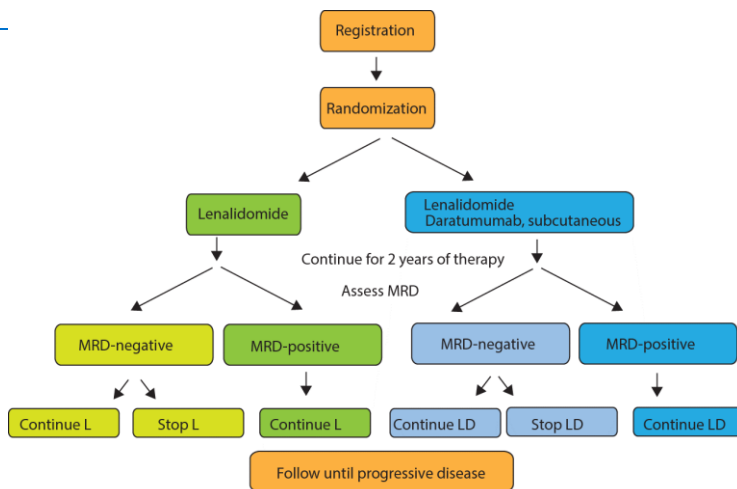 Registration
Randomization
Lenalidomide
Lenalidomide
Daratumumab, subcutaneous
Continue for 2 years of therapy
Assess MRD
MRD-negative
MRD-positive
MRD-negative
MRD-positive
Continue L
Stop L
Continue L
Continue LD
Stop LD
Continue LD
Follow until progressive disease